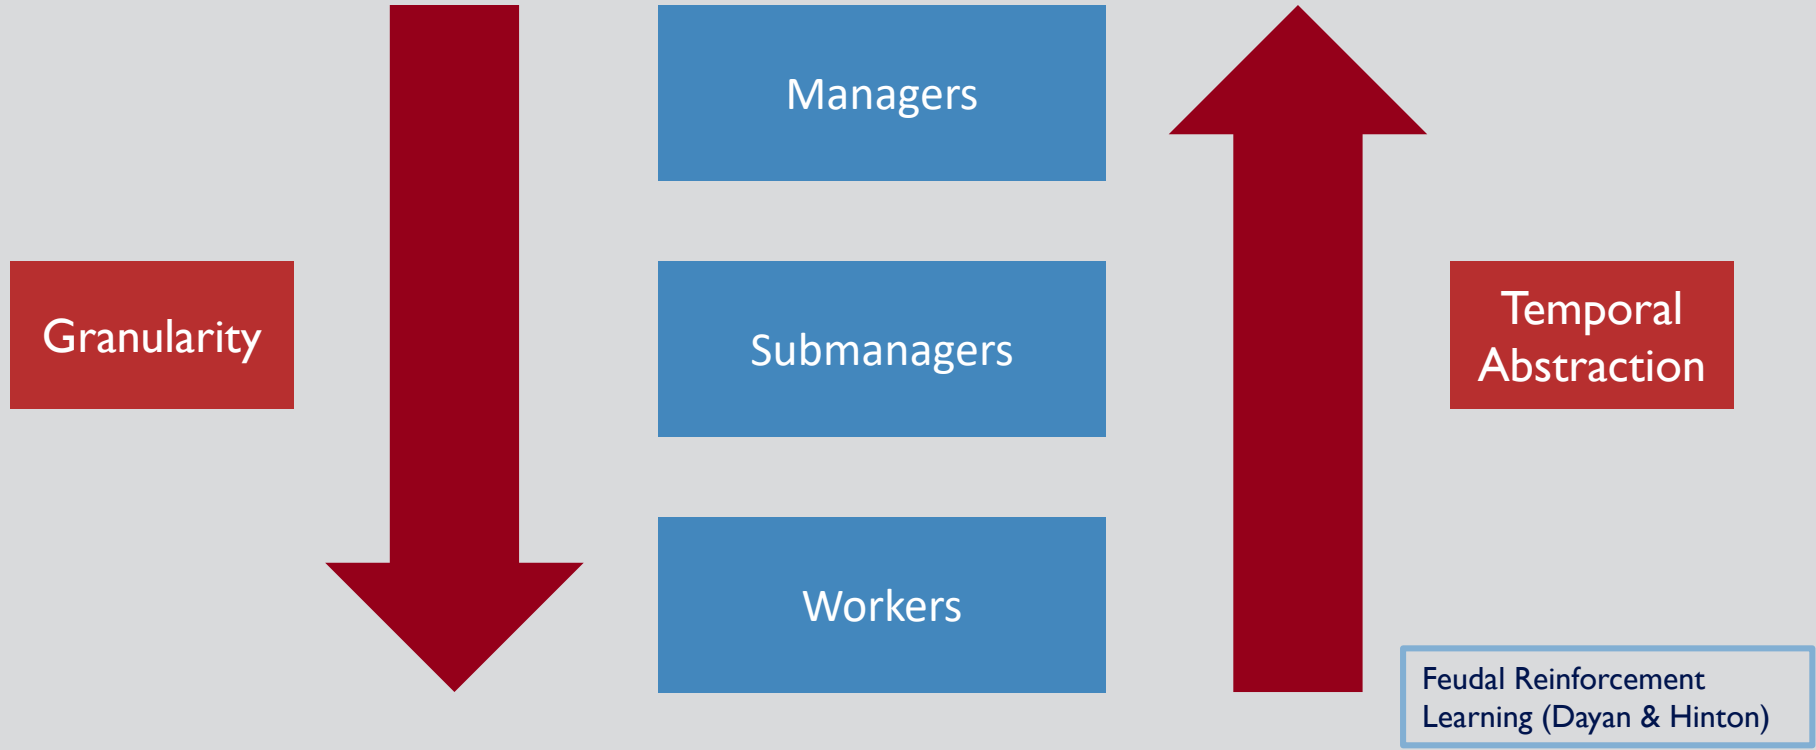 Managers
Granularity
Submanagers
Temporal
Abstraction
Workers
Feudal Reinforcement
Learning (Dayan & Hinton)